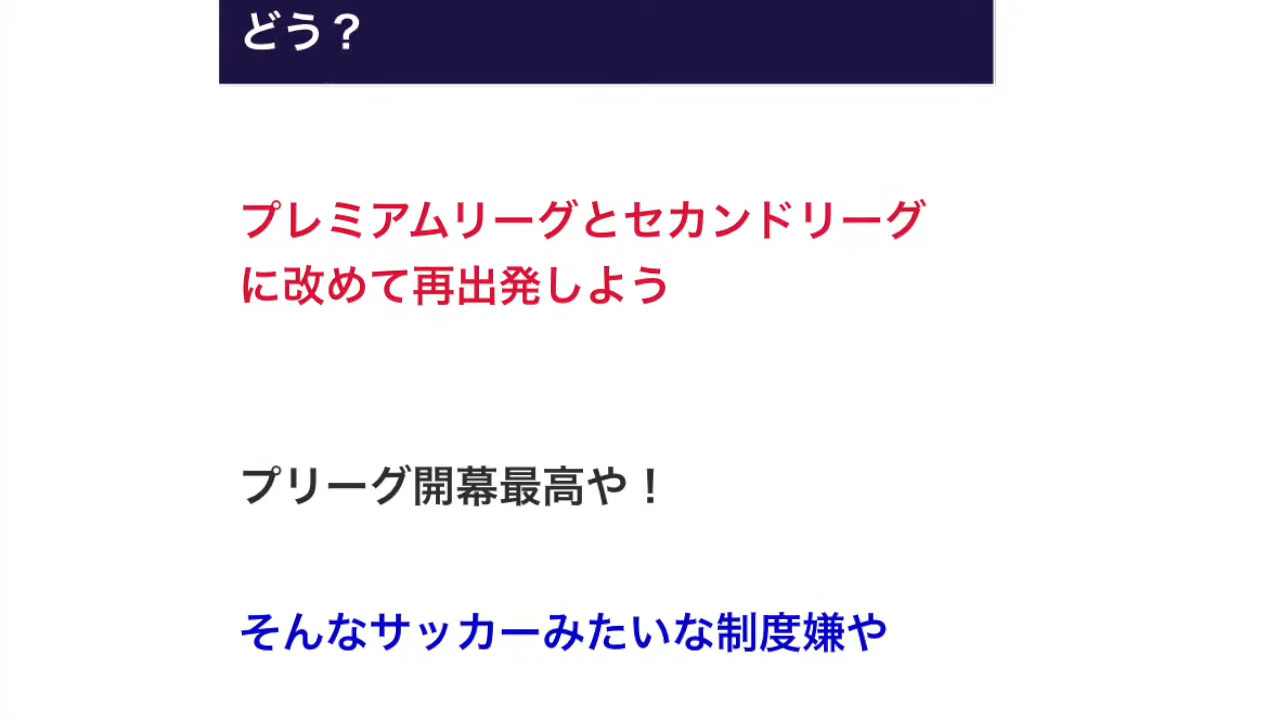 どう？
プレミアムリーグとセカンドリーグ
に改めて再出発しよう
プリーグ開幕最高や！
そんなサッカーみたいな制度嫌や